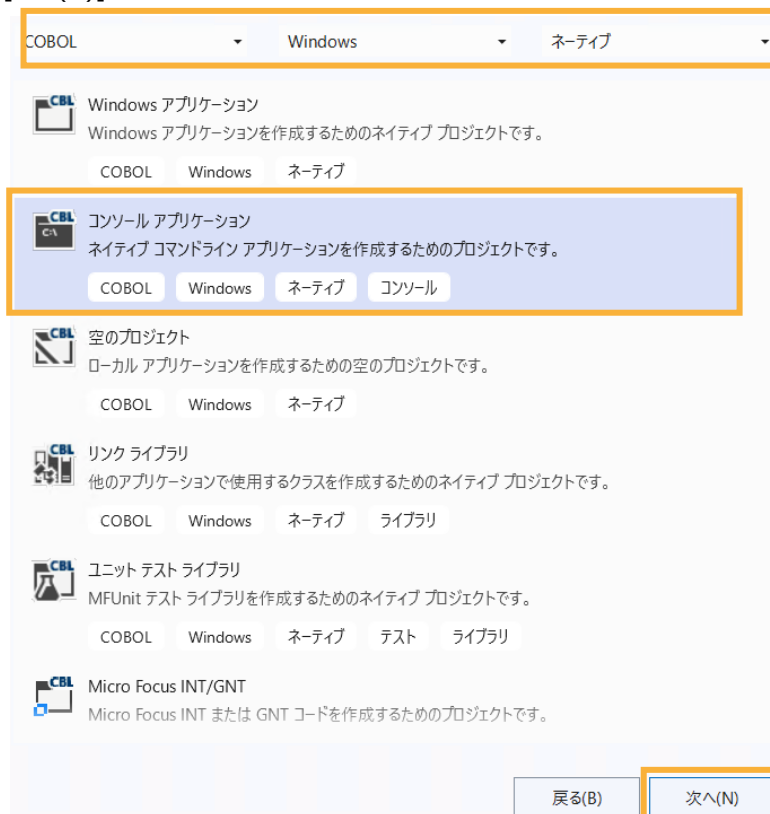 COBOL Windows ネーティブ
CBL
Windows アプリケーション
Windows アプリケーションを作成するためのネイティブ プロジェクトです。
COBOL Windows ネーティブ
CBL
C:\
コンソール アプリケーション
ネイティブ コマンドライン アプリケーションを作成するためのプロジェクトです。
COBOL Windows ネーティブ コンソール
CBL
空のプロジェクト
ローカル アプリケーションを作成するための空のプロジェクトです。
COBOL Windows ネーティブ
CBL
リンク ライブラリ
他のアプリケーションで使用するクラスを作成するためのネイティブ プロジェクトです。
COBOL Windows ネーティブ ライブラリ
CBL
ユニット テスト ライブラリ
MFUnit テスト ライブラリを作成するためのネイティブ プロジェクトです。
COBOL Windows ネーティブ テスト ライブラリ
CBL
Micro Focus INT/GNT
Micro Focus INT または GNT コードを作成するためのプロジェクトです。
戻る(B) 次へ(N)